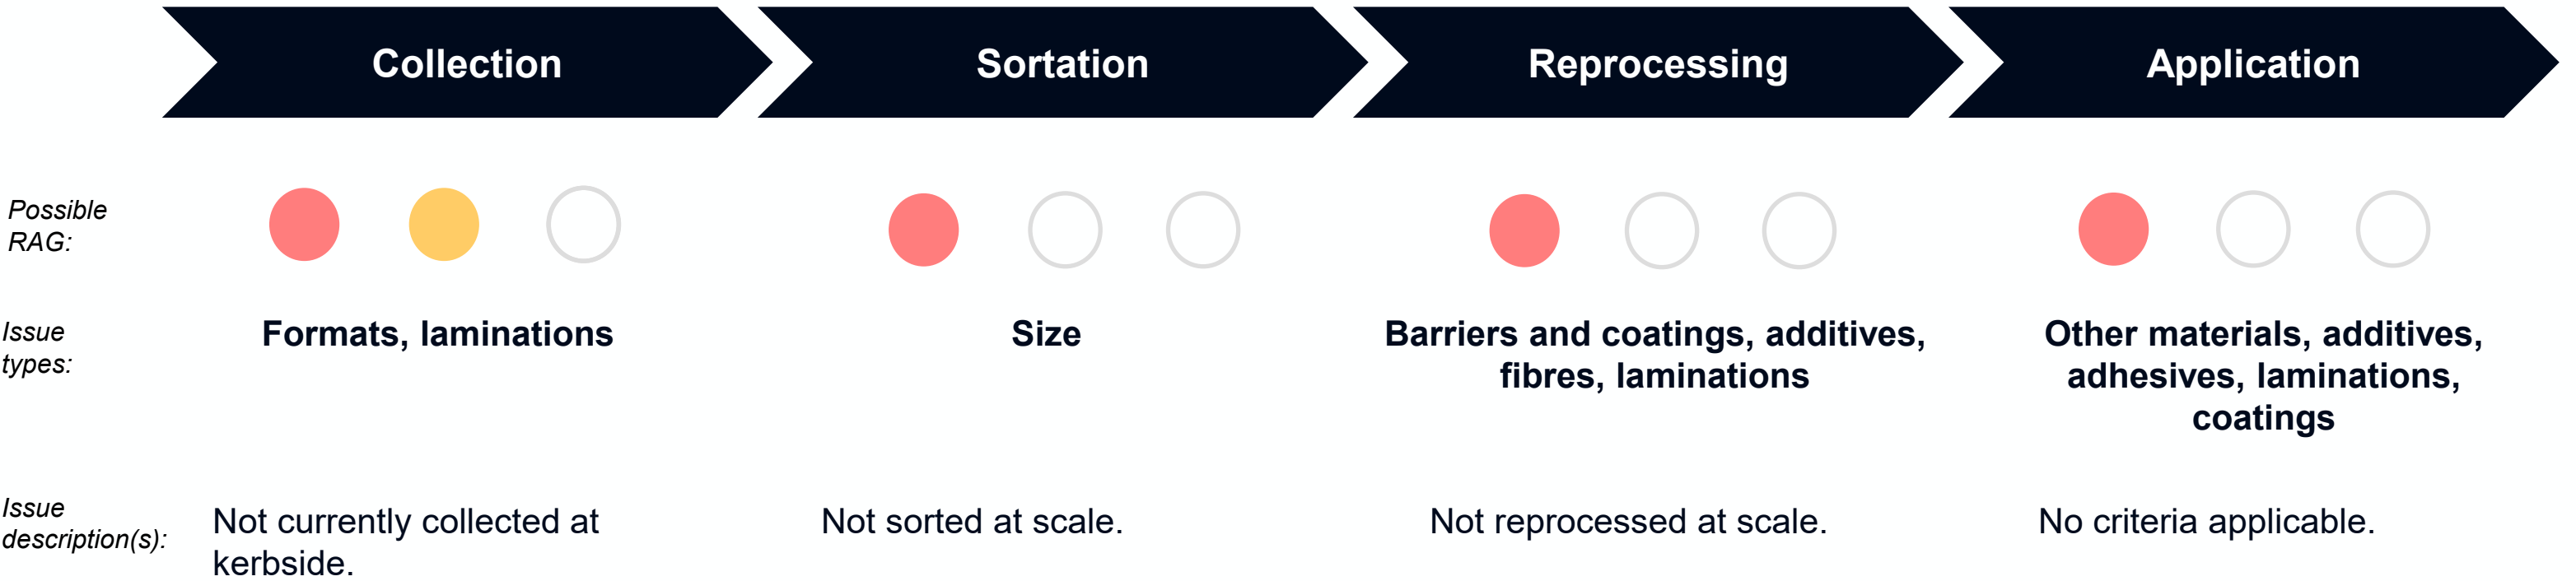 Collection
Sortation
Reprocessing
Application
Possible
RAG:
Issue
types:
Formats, laminations
Size
Barriers and coatings, additives,
fibres, laminations
Other materials, additives,
adhesives, laminations,
coatings
Issue
description(s):
Not currently collected at
kerbside.
Not sorted at scale.
Not reprocessed at scale.
No criteria applicable.